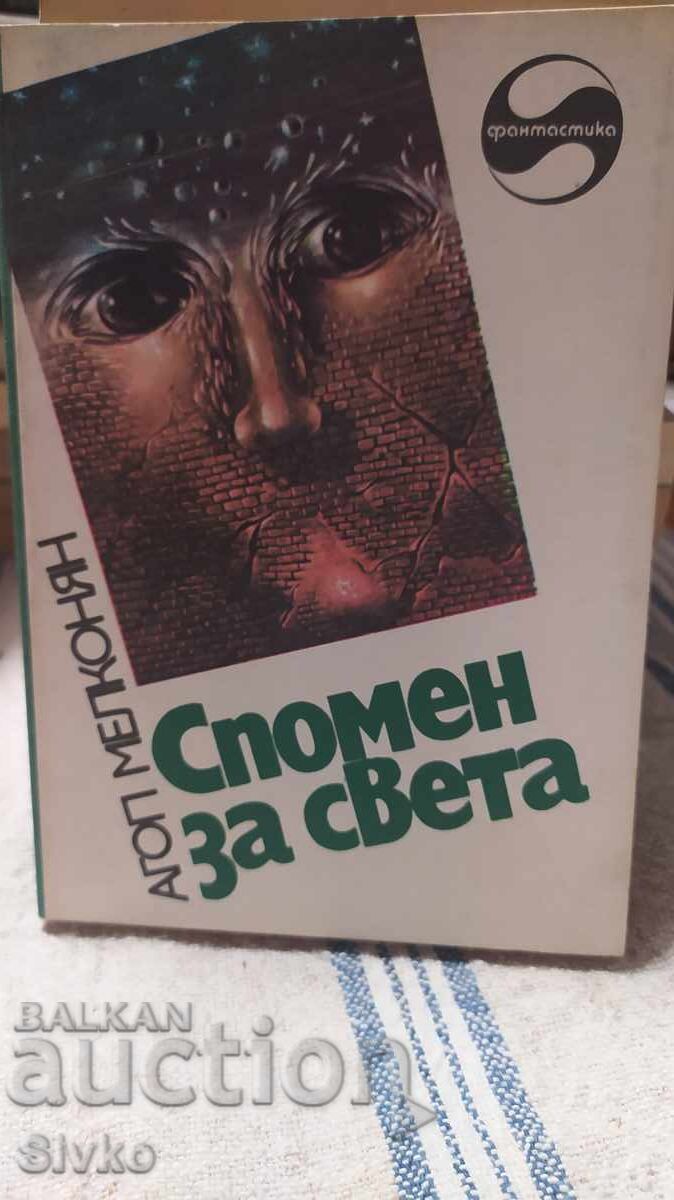 фантастика
АГОП МЕЛКОНЯН
Спомен
за света
BALKAN
auction
Sivko